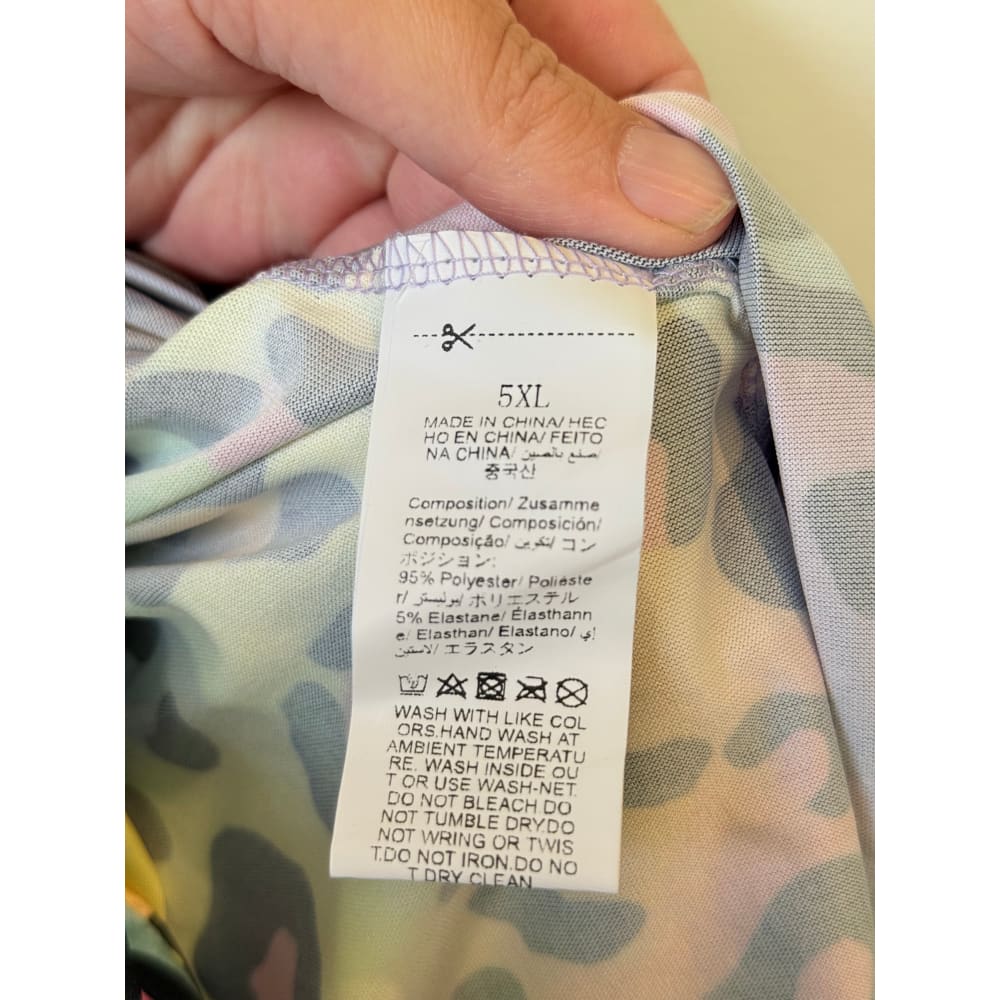 5XL
MADE IN CHINA/ HEC
HO EN CHINA/ FEITO
NA CHINA/ صنع بالصين/
중국산
Composition/ Zusamme
nsetzung/ Composición/
Composição/ تكوين/ コン
ポジション:
95% Polyester/ Polieste
r/ بوليستر/ ポリエステル
5% Elastane/ Élasthann
e/ Elasthan/ Elastano/ إي
لاستين/ エラスタン
WASH WITH LIKE COL
ORS.HAND WASH AT
AMBIENT TEMPERATU
RE. WASH INSIDE OU
T OR USE WASH-NET.
DO NOT BLEACH.DO
NOT TUMBLE DRY.DO
NOT WRING OR TWIS
T.DO NOT IRON.DO NO
T DRY CLEAN